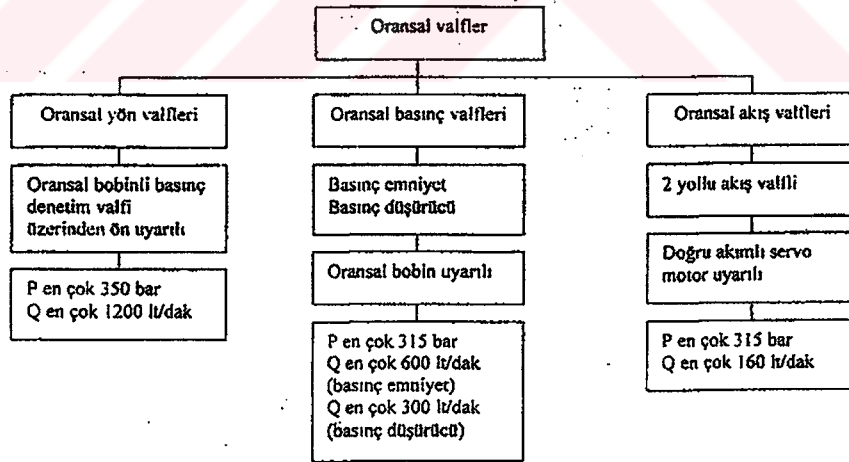 Oransal valfler
Oransal yön valfleri
Oransal bobinli basınç
denetim valfi
üzerinden ön uyarılı
P en çok 350 bar
Q en çok 1200 lt/dak
Oransal basınç valfleri
Basınç emniyet
Basınç düşürücü
Oransal bobin uyarılı
P en çok 315 bar
Q en çok 600 lt/dak
(basınç emniyet)
Q en çok 300 lt/dak
(basınç düşürücü)
Oransal akış valfleri
2 yollu akış valfli
Doğru akımlı servo
motor uyarılı
P en çok 315 bar
Q en çok 160 lt/dak